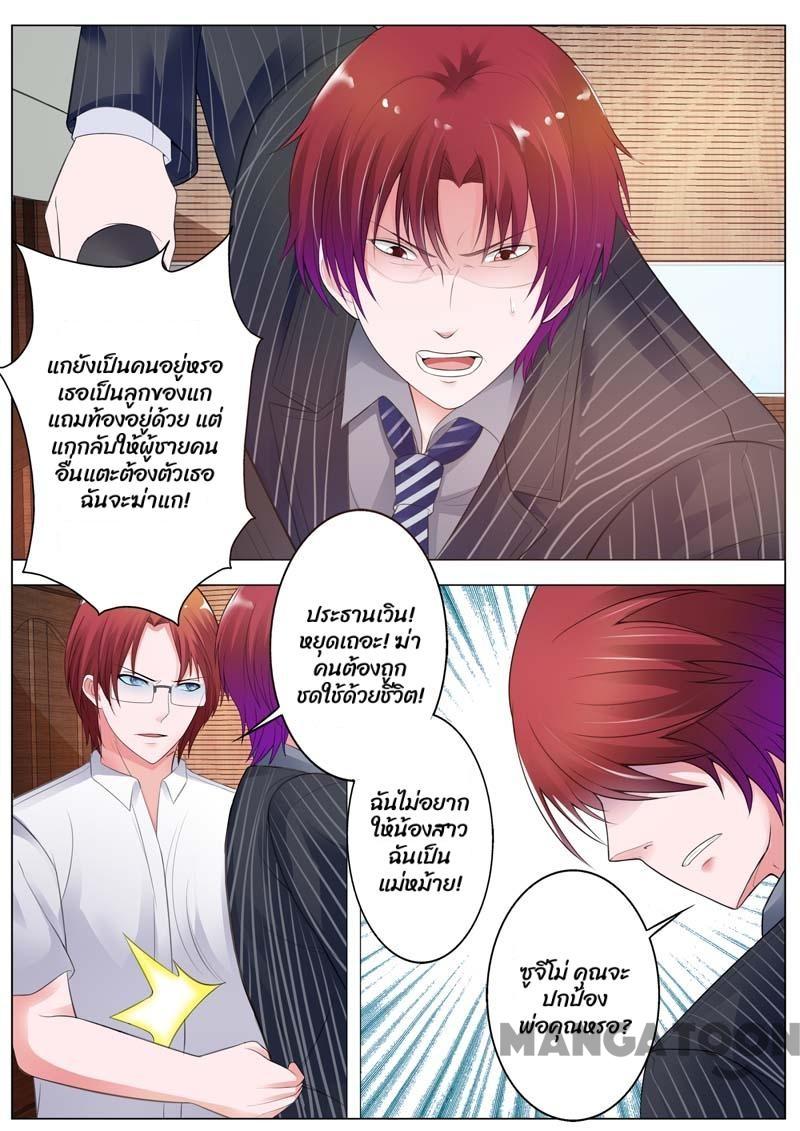 แกยังเป็นคนอยู่หรอ
เธอเป็นลูกของแก
แถมท้องอยู่ด้วย แต่
แกกลับให้ผู้ชายคน
อื่นแตะต้องตัวเธอ
ฉันจะฆ่าแก!
ประธานเวิน!
หยุดเถอะ! ฆ่า
คนต้องถูก
ชดใช้ด้วยชีวิต!
ฉันไม่อยาก
ให้น้องสาว
ฉันเป็น
แม่หม้าย!
ซูจีโม่ คุณจะ
ปกป้อง
พ่อคุณหรอ?
MANGATOON